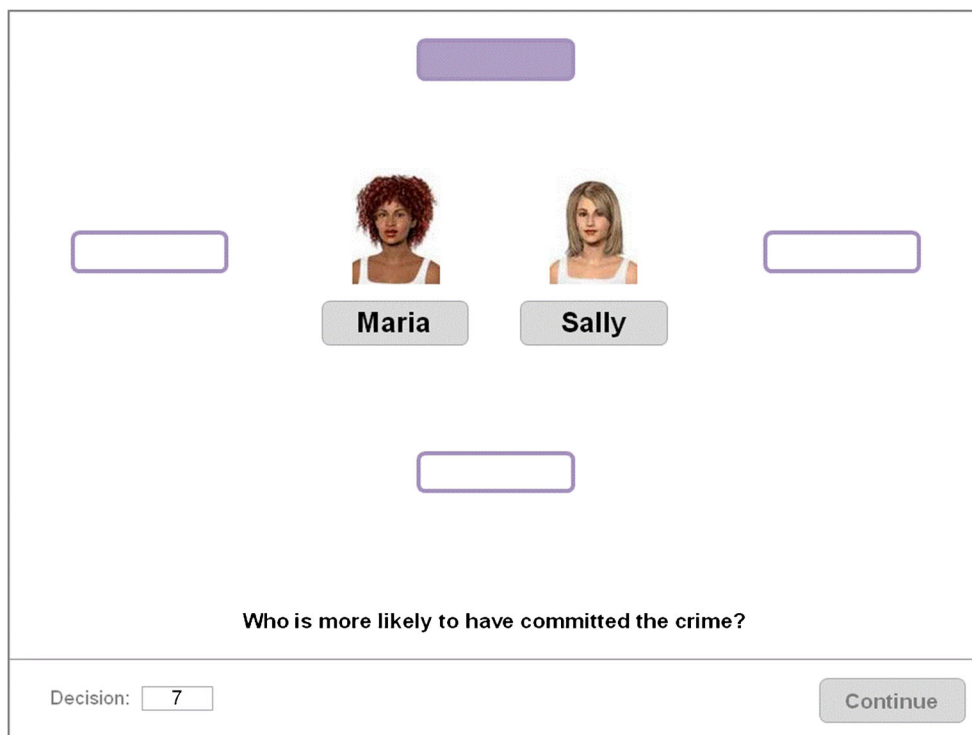 Maria
Sally
Who is more likely to have committed the crime?
Decision: 7
Continue